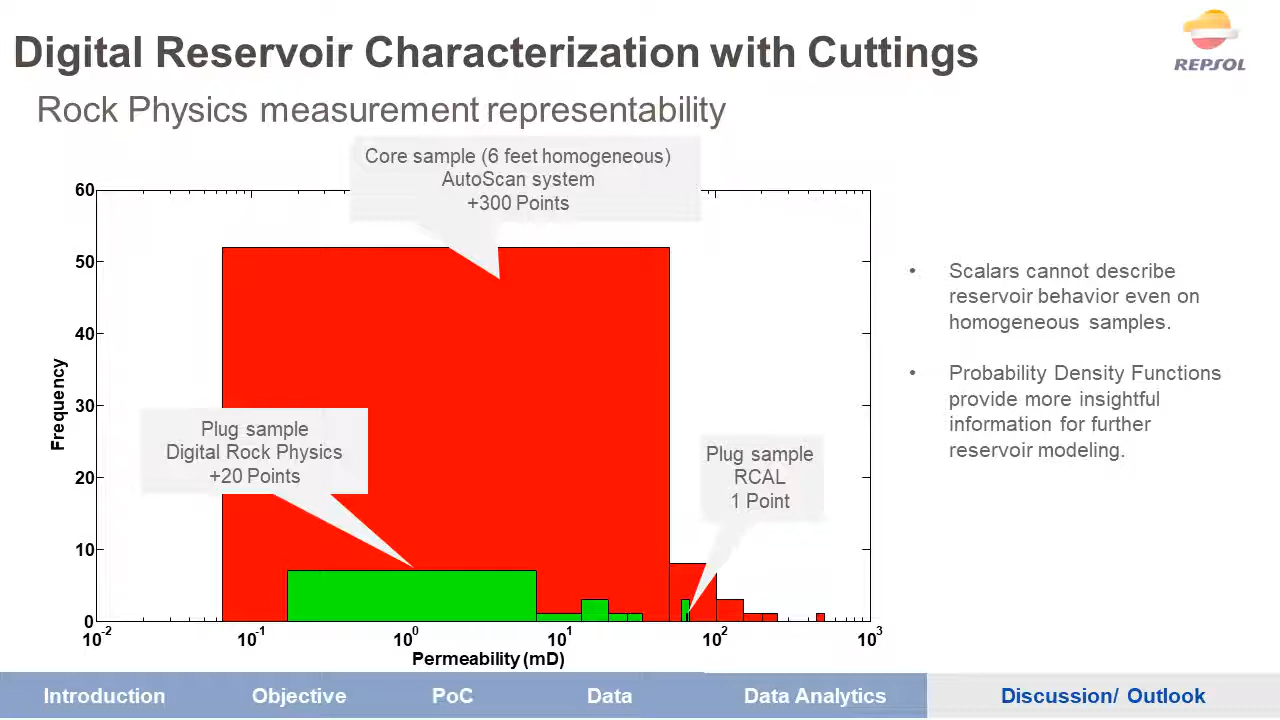 Digital Reservoir Characterization with Cuttings
REPSOL
Rock Physics measurement representability
Core sample (6 feet homogeneous)
AutoScan system
+300 Points
60
50
40
30
20
10
0
Frequency
Plug sample
Digital Rock Physics
+20 Points
Plug sample
RCAL
1 Point
10-2
10-1
100
101
102
103
Permeability (mD)
• Scalars cannot describe
reservoir behavior even on
homogeneous samples.
• Probability Density Functions
provide more insightful
information for further
reservoir modeling.
Introduction
Objective
PoC
Data
Data Analytics
Discussion/ Outlook